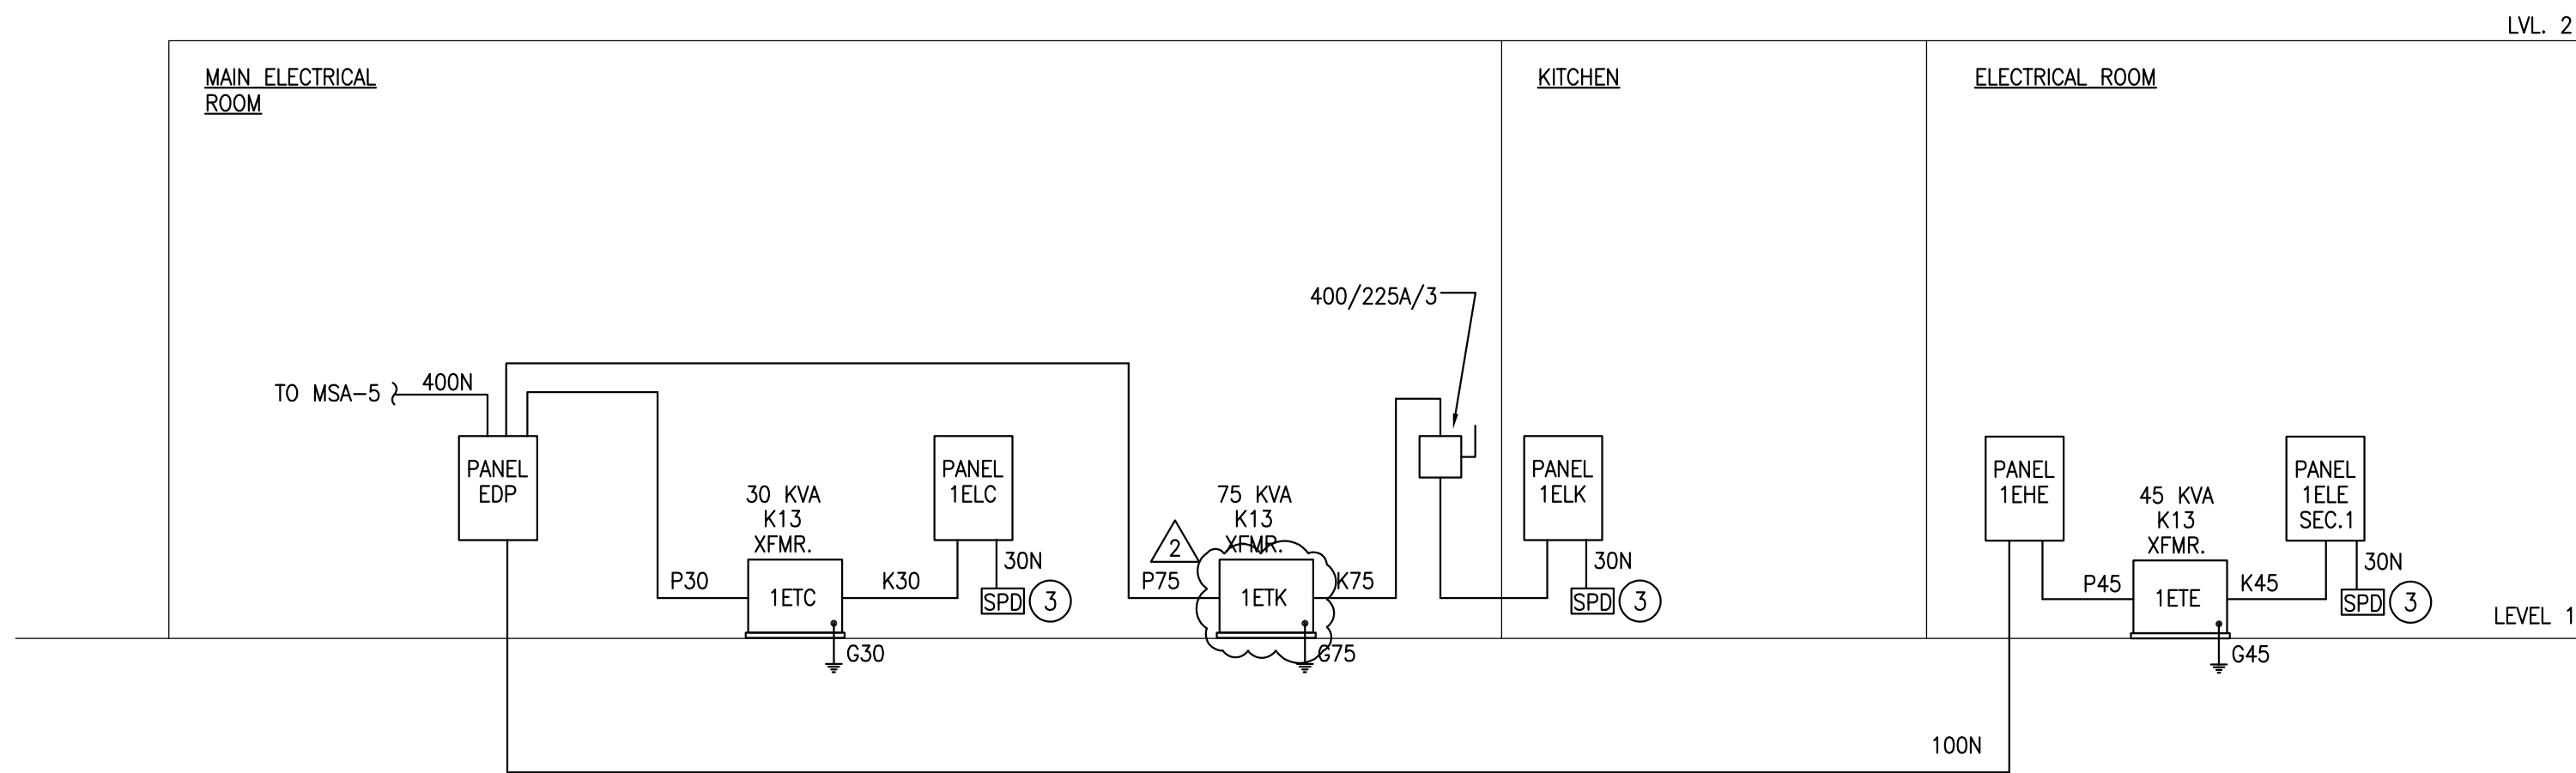 LVL. 2
MAIN ELECTRICAL
ROOM
KITCHEN
ELECTRICAL ROOM
400/225A/3
TO MSA-5
400N
PANEL
EDP
P30
30 KVA
K13
XFMR.
1ETC
G30
K30
PANEL
1ELC
30N
SPD
3
2
P75
75 KVA
K13
XFMR.
1ETK
G75
K75
PANEL
1ELK
30N
SPD
3
PANEL
1EHE
P45
45 KVA
K13
XFMR.
1ETE
G45
K45
PANEL
1ELE
SEC.1
30N
SPD
3
LEVEL 1
100N